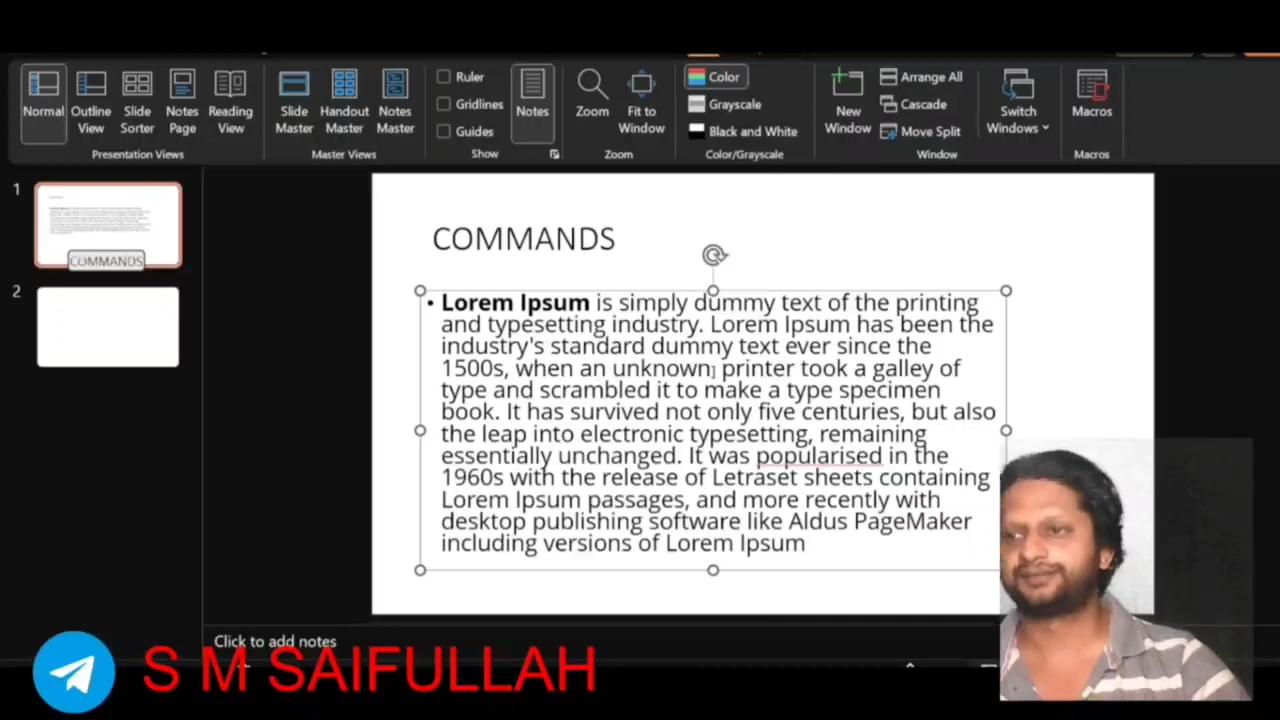 Normal
Outline View
Slide Sorter
Notes Page
Reading View
Presentation Views
Slide Master
Handout Master
Notes Master
Master Views
Ruler
Gridlines
Guides
Show
Notes
Zoom
Fit to Window
Zoom
Color
Grayscale
Black and White
Color/Grayscale
New Window
Arrange All
Cascade
Move Split
Switch Windows
Window
Macros
Macros
1
COMMANDS
2
COMMANDS
• Lorem Ipsum is simply dummy text of the printing
and typesetting industry. Lorem Ipsum has been the
industry's standard dummy text ever since the
1500s, when an unknown printer took a galley of
type and scrambled it to make a type specimen
book. It has survived not only five centuries, but also
the leap into electronic typesetting, remaining
essentially unchanged. It was popularised in the
1960s with the release of Letraset sheets containing
Lorem Ipsum passages, and more recently with
desktop publishing software like Aldus PageMaker
including versions of Lorem Ipsum
Click to add notes
S M SAIFULLAH